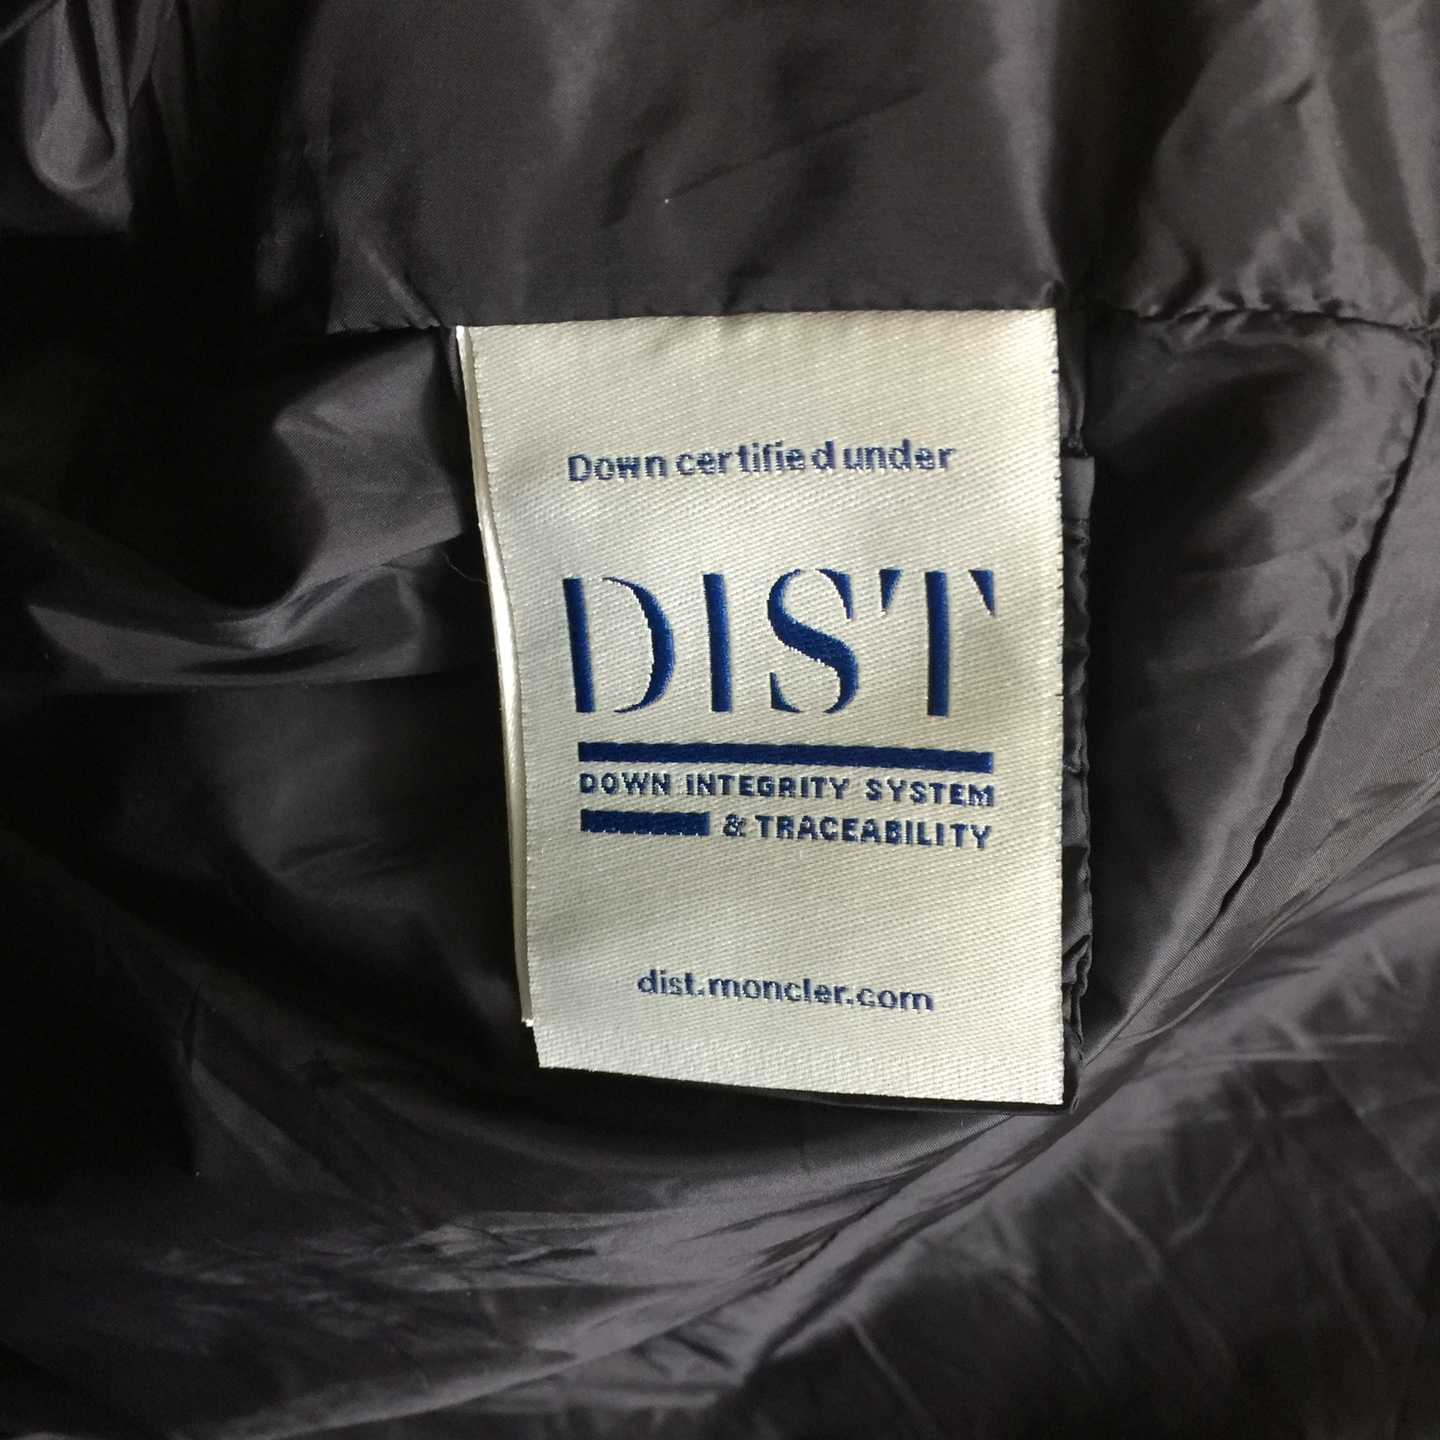 Down certified under
DIST
DOWN INTEGRITY SYSTEM
& TRACEABILITY
dist.moncler.com